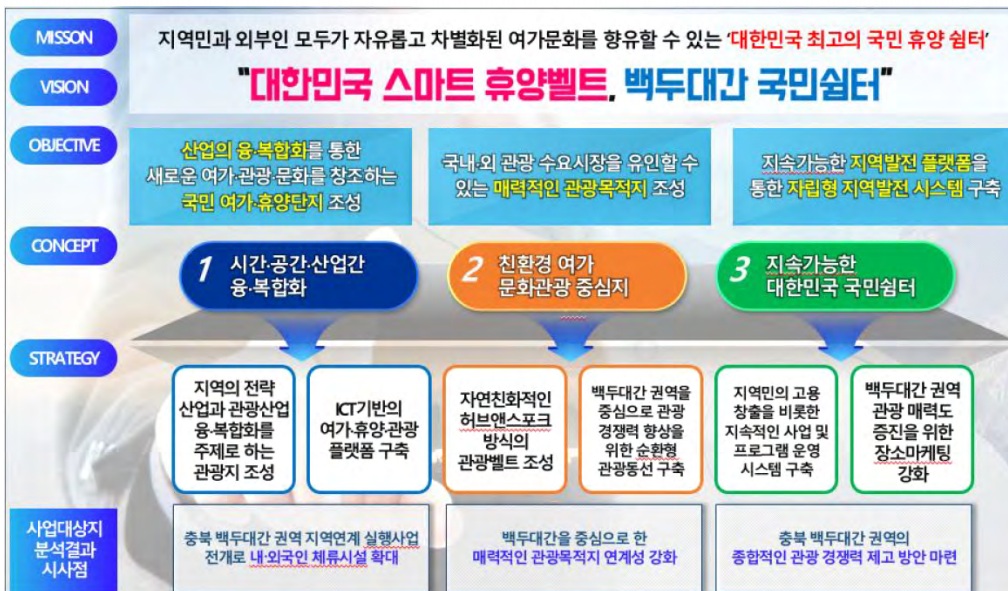 MISSON
지역민과 외부인 모두가 자유롭고 차별화된 여가문화를 향유할 수 있는 '대한민국 최고의 국민 휴양 쉼터'
VISION
"대한민국 스마트 휴양벨트, 백두대간 국민쉼터"
OBJECTIVE
산업의 융·복합화를 통한
새로운 여가·관광·문화를 창조하는
국민 여가·휴양단지 조성
국내·외 관광 수요시장을 유인할 수
있는 매력적인 관광목적지 조성
지속가능한 지역발전 플랫폼을
통한 자립형 지역발전 시스템 구축
CONCEPT
1 시간·공간·산업간
융·복합화
2 친환경 여가
문화관광 중심지
3 지속가능한
대한민국 국민쉼터
STRATEGY
지역의 전략
산업과 관광산업
융·복합화를
주제로 하는
관광지 조성
ICT기반의
여가·휴양·관광
플랫폼 구축
자연친화적인
허브앤스포크
방식의
관광벨트 조성
백두대간 권역을
중심으로 관광
경쟁력 향상을
위한 순환형
관광동선 구축
지역민의 고용
창출을 비롯한
지속적인 사업 및
프로그램 운영
시스템 구축
백두대간 권역
관광 매력도
증진을 위한
장소마케팅
강화
사업대상지
분석결과
시사점
충북 백두대간 권역 지역연계 실행사업
전개로 내·외국인 체류시설 확대
백두대간을 중심으로 한
매력적인 관광목적지 연계성 강화
충북 백두대간 권역의
종합적인 관광 경쟁력 제고 방안 마련